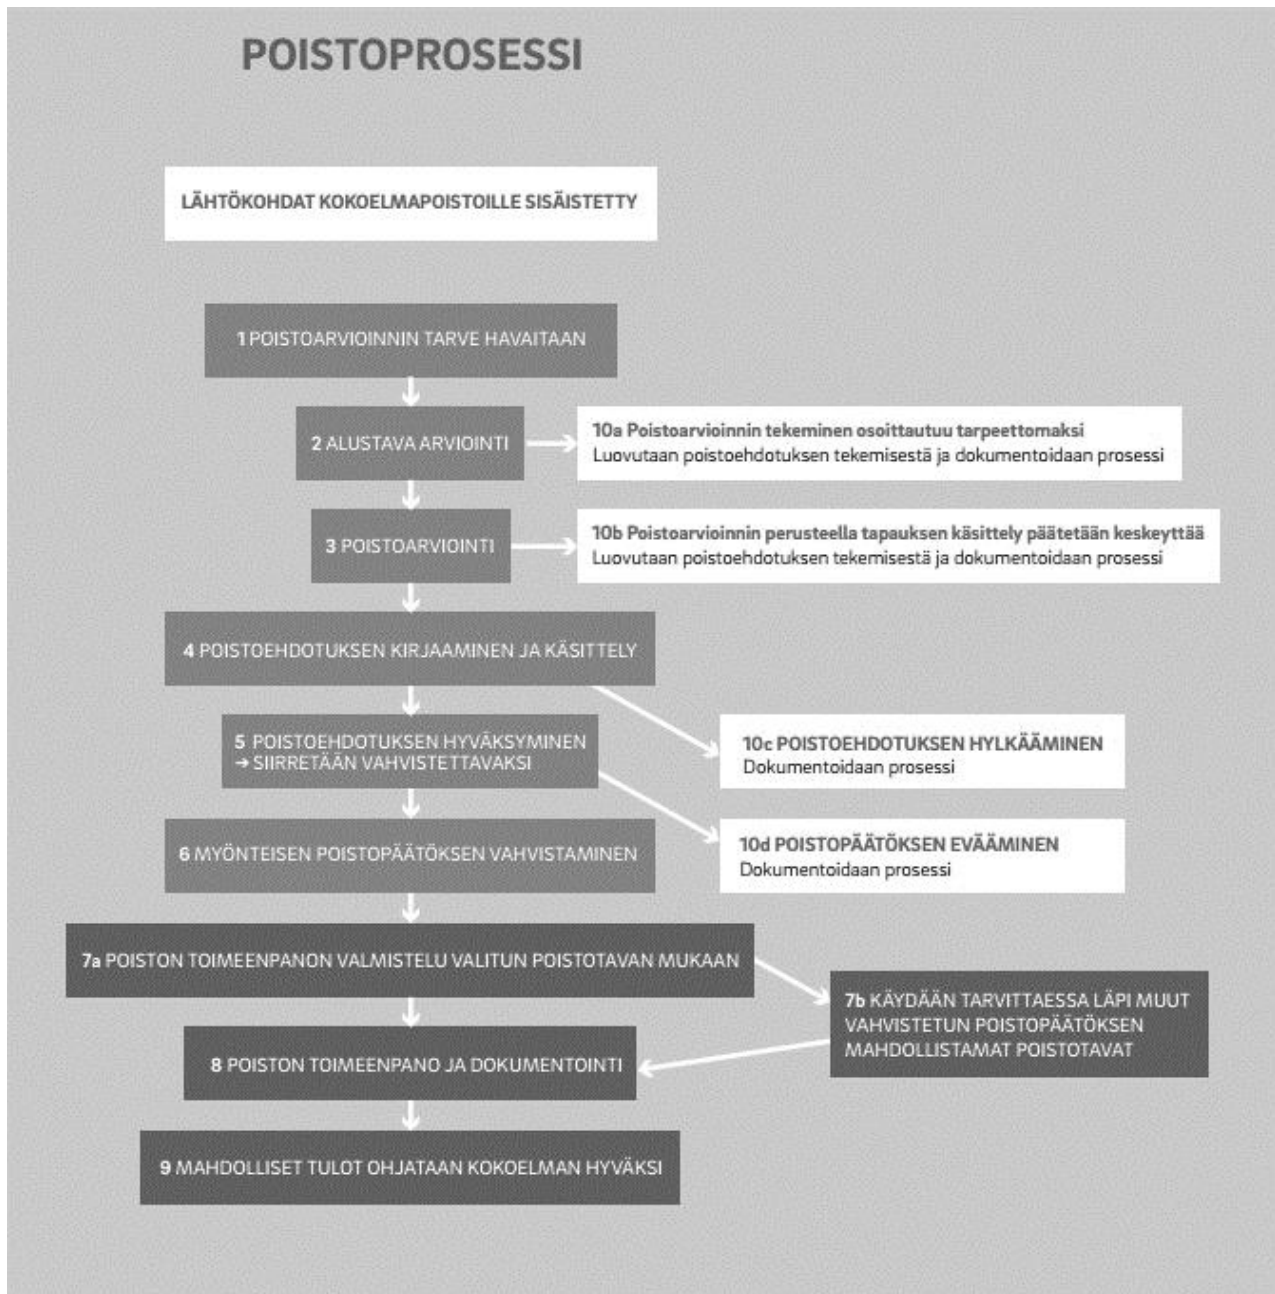 POISTOPROSESSI
LÄHTÖKOHDAT KOKOELMAPOISTOILLE SISÄISTETTY
1 POISTOARVIOINNIN TARVE HAVAITAAN
2 ALUSTAVA ARVIOINTI
10a Poistoarvioinnin tekeminen osoittautuu tarpeettomaksi
Luovutaan poistoehdotuksen tekemisestä ja dokumentoidaan prosessi
3 POISTOARVIOINTI
10b Poistoarvioinnin perusteella tapauksen käsittely päätetään keskeyttää
Luovutaan poistoehdotuksen tekemisestä ja dokumentoidaan prosessi
4 POISTOEHDOTUKSEN KIRJAAMINEN JA KÄSITTELY
5 POISTOEHDOTUKSEN HYVÄKSYMINEN
→ SIIRRETÄÄN VAHVISTETTAVAKSI
10c POISTOEHDOTUKSEN HYLKÄÄMINEN
Dokumentoidaan prosessi
6 MYÖNTEISEN POISTOPÄÄTÖKSEN VAHVISTAMINEN
10d POISTOPÄÄTÖKSEN EVÄÄMINEN
Dokumentoidaan prosessi
7a POISTON TOIMEENPANON VALMISTELU VALITUN POISTOTAVAN MUKAAN
7b KÄYDÄÄN TARVITTAESSA LÄPI MUUT
VAHVISTETUN POISTOPÄÄTÖKSEN
MAHDOLLISTAMAT POISTOTAVAT
8 POISTON TOIMEENPANO JA DOKUMENTOINTI
9 MAHDOLLISET TULOT OHJATAAN KOKOELMAN HYVÄKSI